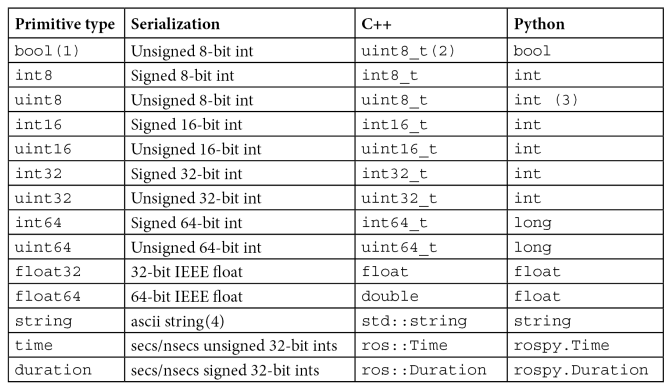 Primitive type Serialization C++ Python
bool(1) Unsigned 8-bit int uint8_t(2) bool
int8 Signed 8-bit int int8_t int
uint8 Unsigned 8-bit int uint8_t int (3)
int16 Signed 16-bit int int16_t int
uint16 Unsigned 16-bit int uint16_t int
int32 Signed 32-bit int int32_t int
uint32 Unsigned 32-bit int uint32_t int
int64 Signed 64-bit int int64_t long
uint64 Unsigned 64-bit int uint64_t long
float32 32-bit IEEE float float float
float64 64-bit IEEE float double float
string ascii string(4) std::string string
time secs/nsecs unsigned 32-bit ints ros::Time rospy.Time
duration secs/nsecs signed 32-bit ints ros::Duration rospy.Duration